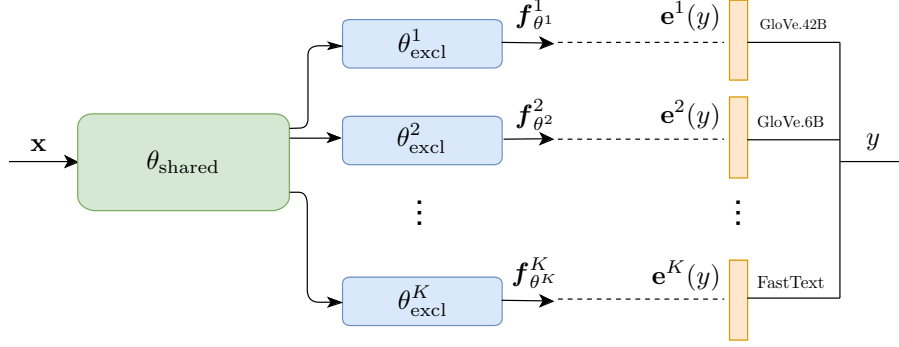 𝒇^1_{θ^1} 𝐞^1(y)
GloVe.42B
θ^1_excl
𝒇^2_{θ^2} 𝐞^2(y)
GloVe.6B
θ^2_excl
𝐱
θ_shared
y
⋮ ⋮
𝒇^K_{θ^K} 𝐞^K(y)
FastText
θ^K_excl